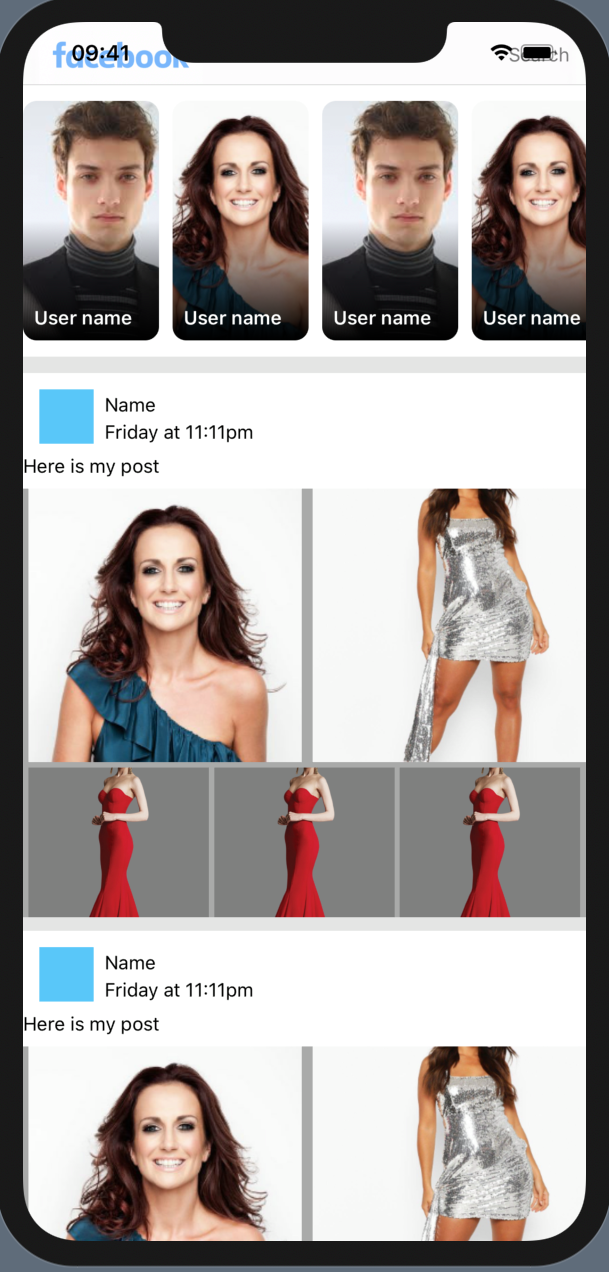 facebook
09:41
Search
User name
User name
User name
User name
Name
Friday at 11:11pm
Here is my post
Name
Friday at 11:11pm
Here is my post